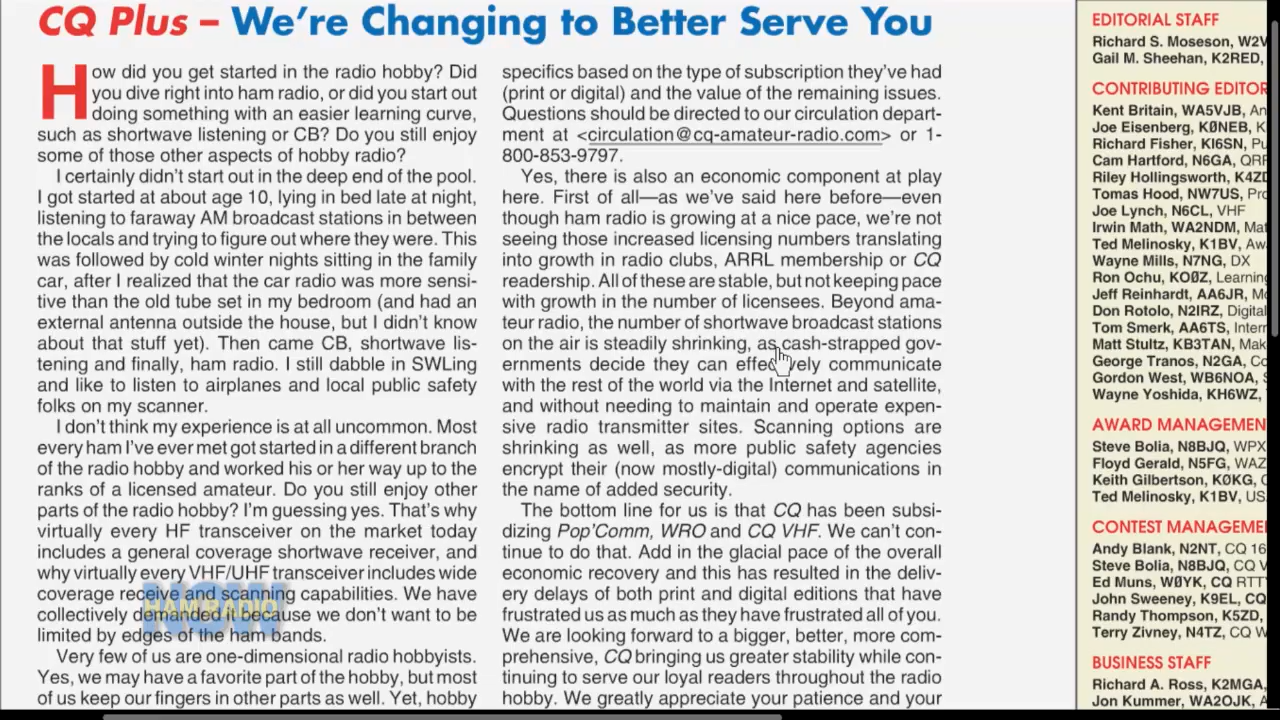 CQ Plus – We're Changing to Better Serve You
How did you get started in the radio hobby? Did
you dive right into ham radio, or did you start out
doing something with an easier learning curve,
such as shortwave listening or CB? Do you still enjoy
some of those other aspects of hobby radio?
I certainly didn't start out in the deep end of the pool.
I got started at about age 10, lying in bed late at night,
listening to faraway AM broadcast stations in between
the locals and trying to figure out where they were. This
was followed by cold winter nights sitting in the family
car, after I realized that the car radio was more sensi-
tive than the old tube set in my bedroom (and had an
external antenna outside the house, but I didn't know
about that stuff yet). Then came CB, shortwave lis-
tening and finally, ham radio. I still dabble in SWLing
and like to listen to airplanes and local public safety
folks on my scanner.
I don't think my experience is at all uncommon. Most
every ham I've ever met got started in a different branch
of the radio hobby and worked his or her way up to the
ranks of a licensed amateur. Do you still enjoy other
parts of the radio hobby? I'm guessing yes. That's why
virtually every HF transceiver on the market today
includes a general coverage shortwave receiver, and
why virtually every VHF/UHF transceiver includes wide
coverage receive and scanning capabilities. We have
collectively demanded it because we don't want to be
limited by edges of the ham bands.
Very few of us are one-dimensional radio hobbyists.
Yes, we may have a favorite part of the hobby, but most
of us keep our fingers in other parts as well. Yet, hobby
HAM RADIO
NOW
specifics based on the type of subscription they've had
(print or digital) and the value of the remaining issues.
Questions should be directed to our circulation depart-
ment at <circulation@cq-amateur-radio.com> or 1-
800-853-9797.
Yes, there is also an economic component at play
here. First of all—as we've said here before—even
though ham radio is growing at a nice pace, we're not
seeing those increased licensing numbers translating
into growth in radio clubs, ARRL membership or CQ
readership. All of these are stable, but not keeping pace
with growth in the number of licensees. Beyond ama-
teur radio, the number of shortwave broadcast stations
on the air is steadily shrinking, as cash-strapped gov-
ernments decide they can effectively communicate
with the rest of the world via the Internet and satellite,
and without needing to maintain and operate expen-
sive radio transmitter sites. Scanning options are
shrinking as well, as more public safety agencies
encrypt their (now mostly-digital) communications in
the name of added security.
The bottom line for us is that CQ has been subsi-
dizing Pop'Comm, WRO and CQ VHF. We can't con-
tinue to do that. Add in the glacial pace of the overall
economic recovery and this has resulted in the deliv-
ery delays of both print and digital editions that have
frustrated us as much as they have frustrated all of you.
We are looking forward to a bigger, better, more com-
prehensive, CQ bringing us greater stability while con-
tinuing to serve our loyal readers throughout the radio
hobby. We greatly appreciate your patience and your
EDITORIAL STAFF
Richard S. Moseson, W2V
Gail M. Sheehan, K2RED,
CONTRIBUTING EDITOR
Kent Britain, WA5VJB, An
Joe Eisenberg, KØNEB, K
Richard Fisher, KI6SN, Pu
Cam Hartford, N6GA, QRP
Riley Hollingsworth, K4ZD
Tomas Hood, NW7US, Pro
Joe Lynch, N6CL, VHF
Irwin Math, WA2NDM, Mat
Ted Melinosky, K1BV, Aw
Wayne Mills, N7NG, DX
Ron Ochu, KOØZ, Learning
Jeff Reinhardt, AA6JR, Mo
Don Rotolo, N2IRZ, Digital
Tom Smerk, AA6TS, Intern
Matt Stultz, KB3TAN, Mak
George Tranos, N2GA, Co
Gordon West, WB6NOA, S
Wayne Yoshida, KH6WZ,
AWARD MANAGEMEN
Steve Bolia, N8BJQ, WPX
Floyd Gerald, N5FG, WAZ
Keith Gilbertson, KØKG, C
Ted Melinosky, K1BV, US
CONTEST MANAGEME
Andy Blank, N2NT, CQ 16
Steve Bolia, N8BJQ, CQ V
Ed Muns, WØYK, CQ RTT
John Sweeney, K9EL, CQ
Randy Thompson, K5ZD,
Terry Zivney, N4TZ, CQ W
BUSINESS STAFF
Richard A. Ross, K2MGA,
Jon Kummer, WA2OJK, A